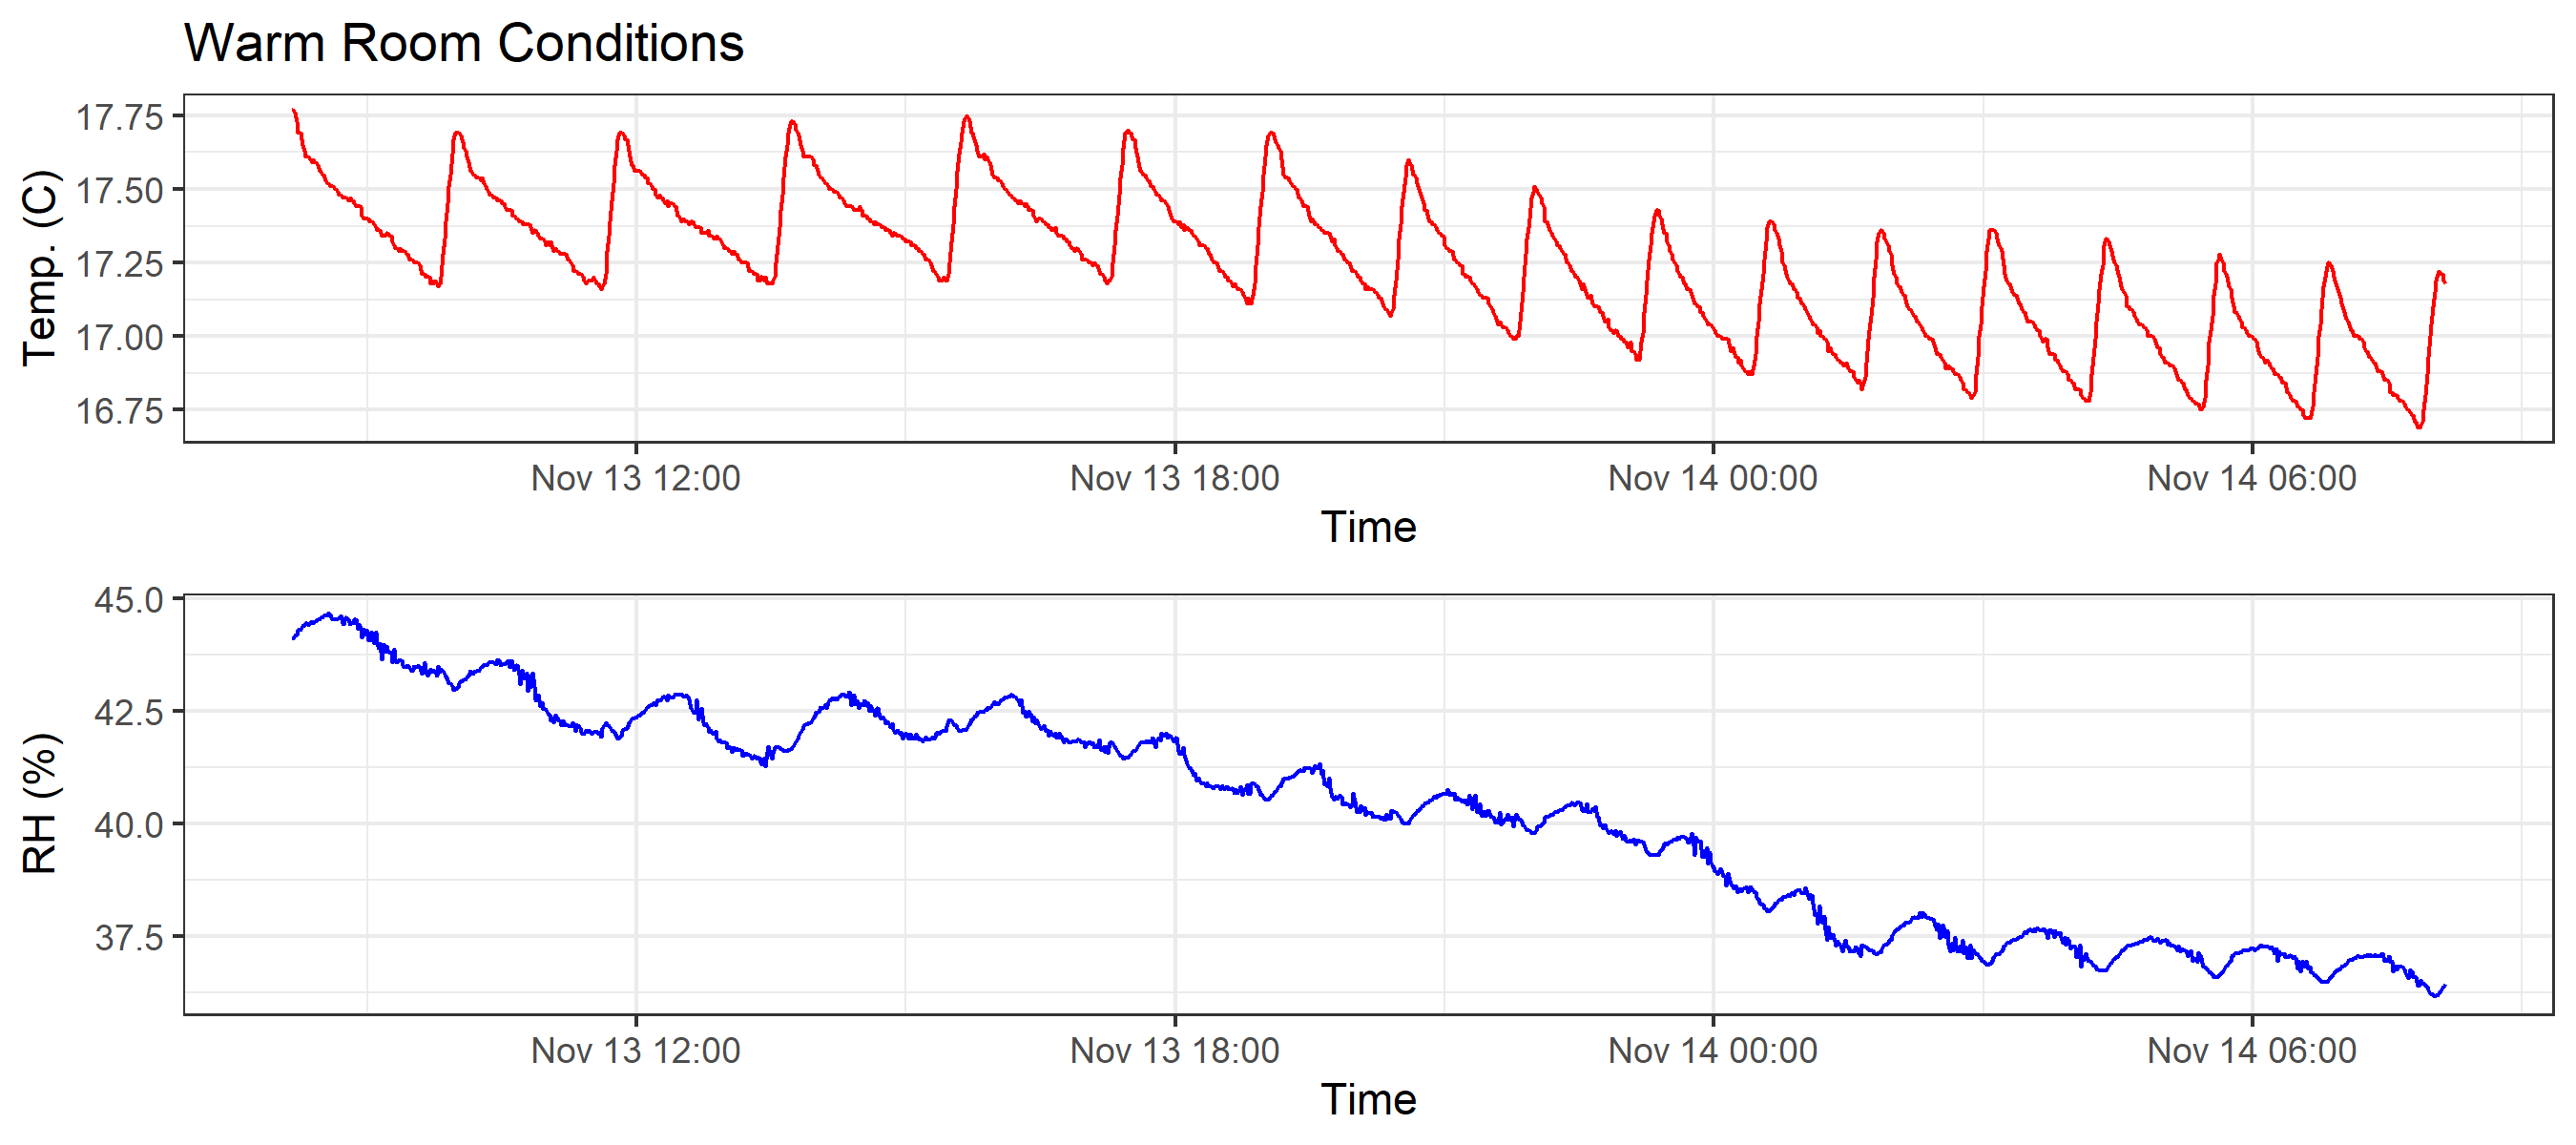 Warm Room Conditions
Temp. (C)
17.75
17.50
17.25
17.00
16.75
Nov 13 12:00 Nov 13 18:00 Nov 14 00:00 Nov 14 06:00
Time
RH (%)
45.0
42.5
40.0
37.5
Nov 13 12:00 Nov 13 18:00 Nov 14 00:00 Nov 14 06:00
Time